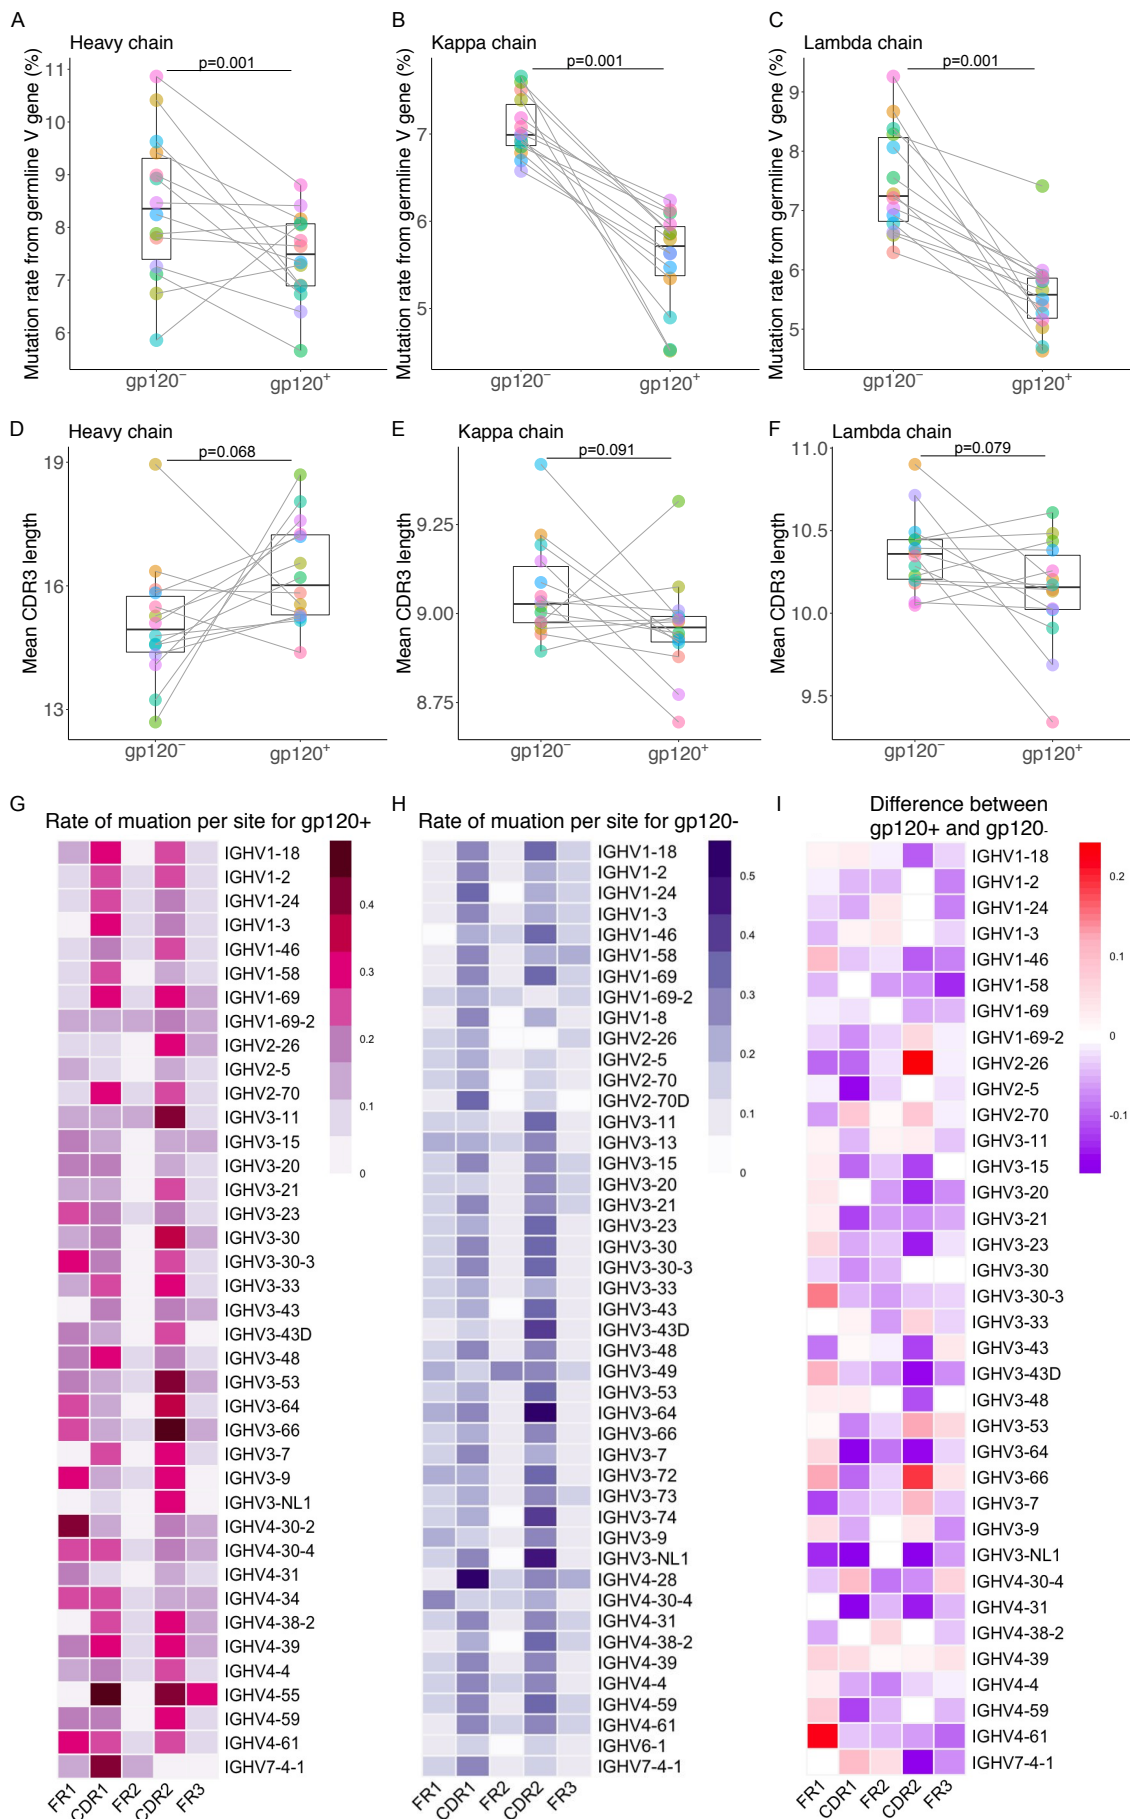 A
Heavy chain
p=0.001
Mutation rate from germline V gene (%)
11
10
9
8
7
6
gp120−
gp120+
B
Kappa chain
p=0.001
Mutation rate from germline V gene (%)
7
6
5
gp120−
gp120+
C
Lambda chain
p=0.001
Mutation rate from germline V gene (%)
9
8
7
6
5
gp120−
gp120+
D
Heavy chain
p=0.068
Mean CDR3 length
19
16
13
gp120−
gp120+
E
Kappa chain
p=0.091
Mean CDR3 length
9.25
9.00
8.75
gp120−
gp120+
F
Lambda chain
p=0.079
Mean CDR3 length
11.0
10.5
10.0
9.5
gp120−
gp120+
G
Rate of muation per site for gp120+
IGHV1-18
IGHV1-2
IGHV1-24
IGHV1-3
IGHV1-46
IGHV1-58
IGHV1-69
IGHV1-69-2
IGHV2-26
IGHV2-5
IGHV2-70
IGHV3-11
IGHV3-15
IGHV3-20
IGHV3-21
IGHV3-23
IGHV3-30
IGHV3-30-3
IGHV3-33
IGHV3-43
IGHV3-43D
IGHV3-48
IGHV3-53
IGHV3-64
IGHV3-66
IGHV3-7
IGHV3-9
IGHV3-NL1
IGHV4-30-2
IGHV4-30-4
IGHV4-31
IGHV4-34
IGHV4-38-2
IGHV4-39
IGHV4-4
IGHV4-55
IGHV4-59
IGHV4-61
IGHV7-4-1
FR1
CDR1
FR2
CDR2
FR3
0.4
0.3
0.2
0.1
0
H
Rate of muation per site for gp120-
IGHV1-18
IGHV1-2
IGHV1-24
IGHV1-3
IGHV1-46
IGHV1-58
IGHV1-69
IGHV1-69-2
IGHV1-8
IGHV2-26
IGHV2-5
IGHV2-70
IGHV2-70D
IGHV3-11
IGHV3-13
IGHV3-15
IGHV3-20
IGHV3-21
IGHV3-23
IGHV3-30
IGHV3-30-3
IGHV3-33
IGHV3-43
IGHV3-43D
IGHV3-48
IGHV3-49
IGHV3-53
IGHV3-64
IGHV3-66
IGHV3-7
IGHV3-72
IGHV3-73
IGHV3-74
IGHV3-9
IGHV3-NL1
IGHV4-28
IGHV4-30-4
IGHV4-31
IGHV4-38-2
IGHV4-39
IGHV4-4
IGHV4-59
IGHV4-61
IGHV6-1
IGHV7-4-1
FR1
CDR1
FR2
CDR2
FR3
0.5
0.4
0.3
0.2
0.1
0
I
Difference between
gp120+ and gp120-
IGHV1-18
IGHV1-2
IGHV1-24
IGHV1-3
IGHV1-46
IGHV1-58
IGHV1-69
IGHV1-69-2
IGHV2-26
IGHV2-5
IGHV2-70
IGHV3-11
IGHV3-15
IGHV3-20
IGHV3-21
IGHV3-23
IGHV3-30
IGHV3-30-3
IGHV3-33
IGHV3-43
IGHV3-43D
IGHV3-48
IGHV3-53
IGHV3-64
IGHV3-66
IGHV3-7
IGHV3-9
IGHV3-NL1
IGHV4-30-4
IGHV4-31
IGHV4-38-2
IGHV4-39
IGHV4-4
IGHV4-59
IGHV4-61
IGHV7-4-1
FR1
CDR1
FR2
CDR2
FR3
0.2
0.1
0
-0.1